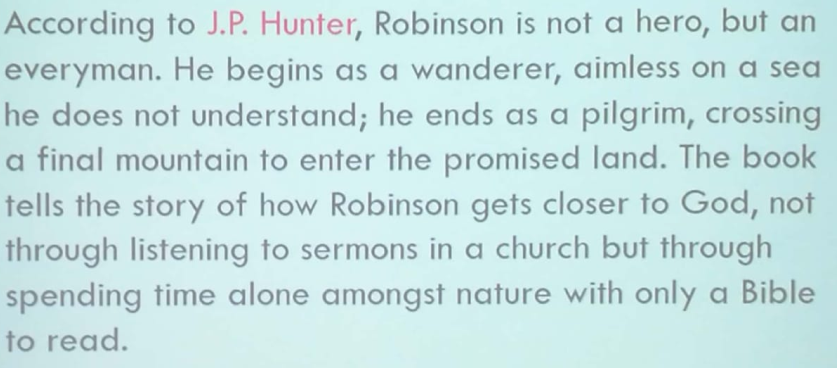 According to J.P. Hunter, Robinson is not a hero, but an
everyman. He begins as a wanderer, aimless on a sea
he does not understand; he ends as a pilgrim, crossing
a final mountain to enter the promised land. The book
tells the story of how Robinson gets closer to God, not
through listening to sermons in a church but through
spending time alone amongst nature with only a Bible
to read.